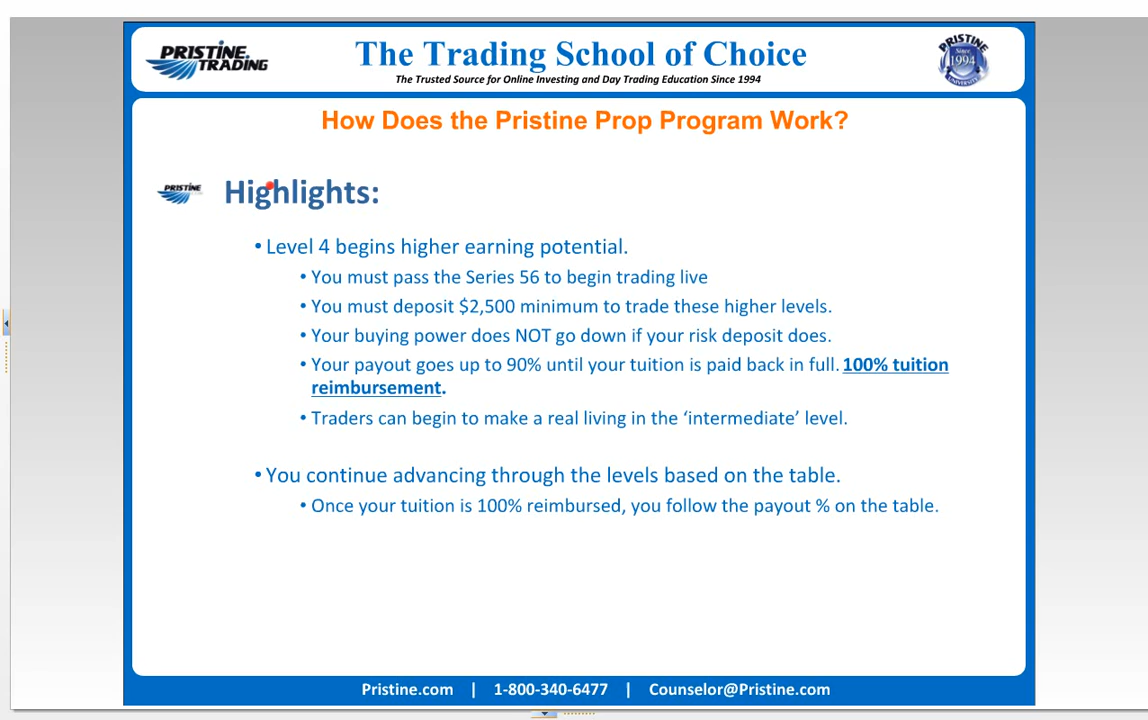 PRISTINE
TRADING
The Trading School of Choice
The Trusted Source for Online Investing and Day Trading Education Since 1994
PRISTINE
Since
1994
UNIVERSITY
How Does the Pristine Prop Program Work?
PRISTINE
Highlights:
• Level 4 begins higher earning potential.
• You must pass the Series 56 to begin trading live
• You must deposit $2,500 minimum to trade these higher levels.
• Your buying power does NOT go down if your risk deposit does.
• Your payout goes up to 90% until your tuition is paid back in full. 100% tuition
reimbursement.
• Traders can begin to make a real living in the ‘intermediate’ level.
• You continue advancing through the levels based on the table.
• Once your tuition is 100% reimbursed, you follow the payout % on the table.
Pristine.com | 1-800-340-6477 | Counselor@Pristine.com